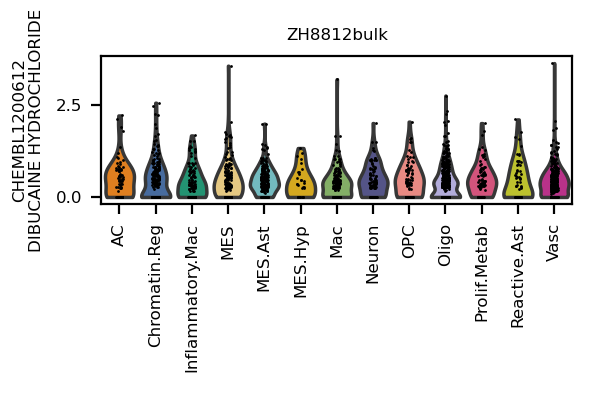 ZH8812bulk
CHEMBL1200612
DIBUCAINE HYDROCHLORIDE
2.5
0.0
AC
Chromatin.Reg
Inflammatory.Mac
MES
MES.Ast
MES.Hyp
Mac
Neuron
OPC
Oligo
Prolif.Metab
Reactive.Ast
Vasc